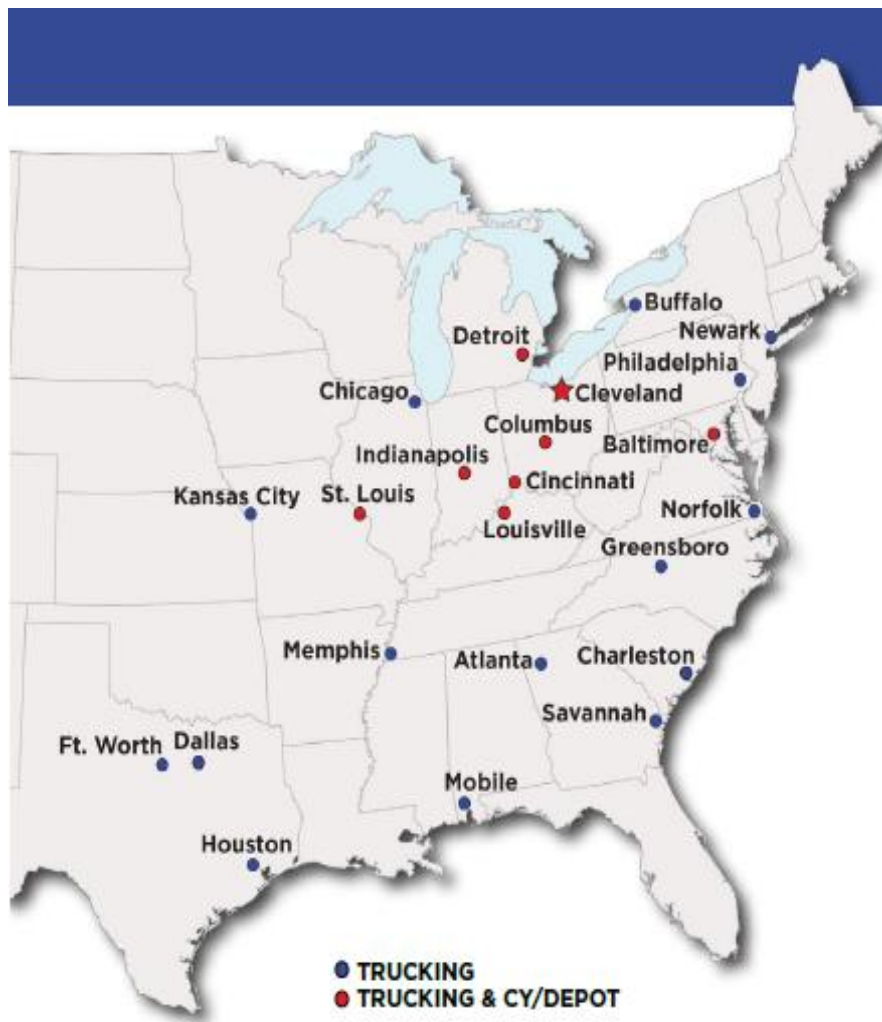 Buffalo
Newark
Detroit
Philadelphia
Chicago
Cleveland
Columbus
Baltimore
Indianapolis
Cincinnati
Kansas City
St. Louis
Norfolk
Louisville
Greensboro
Memphis
Atlanta
Charleston
Savannah
Ft. Worth
Dallas
Mobile
Houston
TRUCKING
TRUCKING & CY/DEPOT